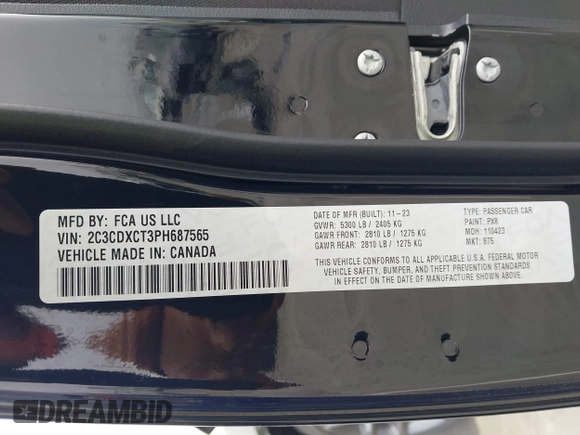 MFD BY: FCA US LLC
VIN: 2C3CDXCT3PH687565
VEHICLE MADE IN: CANADA
DATE OF MFR (BUILT): 11-23
GVWR: 5300 LB / 2405 KG
GAWR FRONT: 2810 LB / 1275 KG
GAWR REAR: 2810 LB / 1275 KG
TYPE: PASSENGER CAR
PAINT: PX8
MDH: 110423
MKT: 875
THIS VEHICLE CONFORMS TO ALL APPLICABLE U.S.A. FEDERAL MOTOR
VEHICLE SAFETY, BUMPER, AND THEFT PREVENTION STANDARDS
IN EFFECT ON THE DATE OF MANUFACTURE SHOWN ABOVE.
DREAMBID